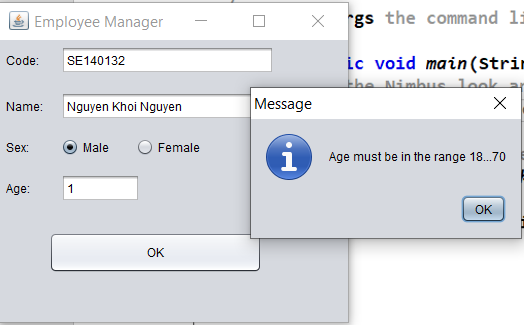 Employee Manager
rgs the command li
Code: SE140132
ic void main(Strin
the Nimbus look an
Name: Nguyen Khoi Nguyen
Message
Sex: Male Female
Age must be in the range 18...70
Age: 1
OK
OK